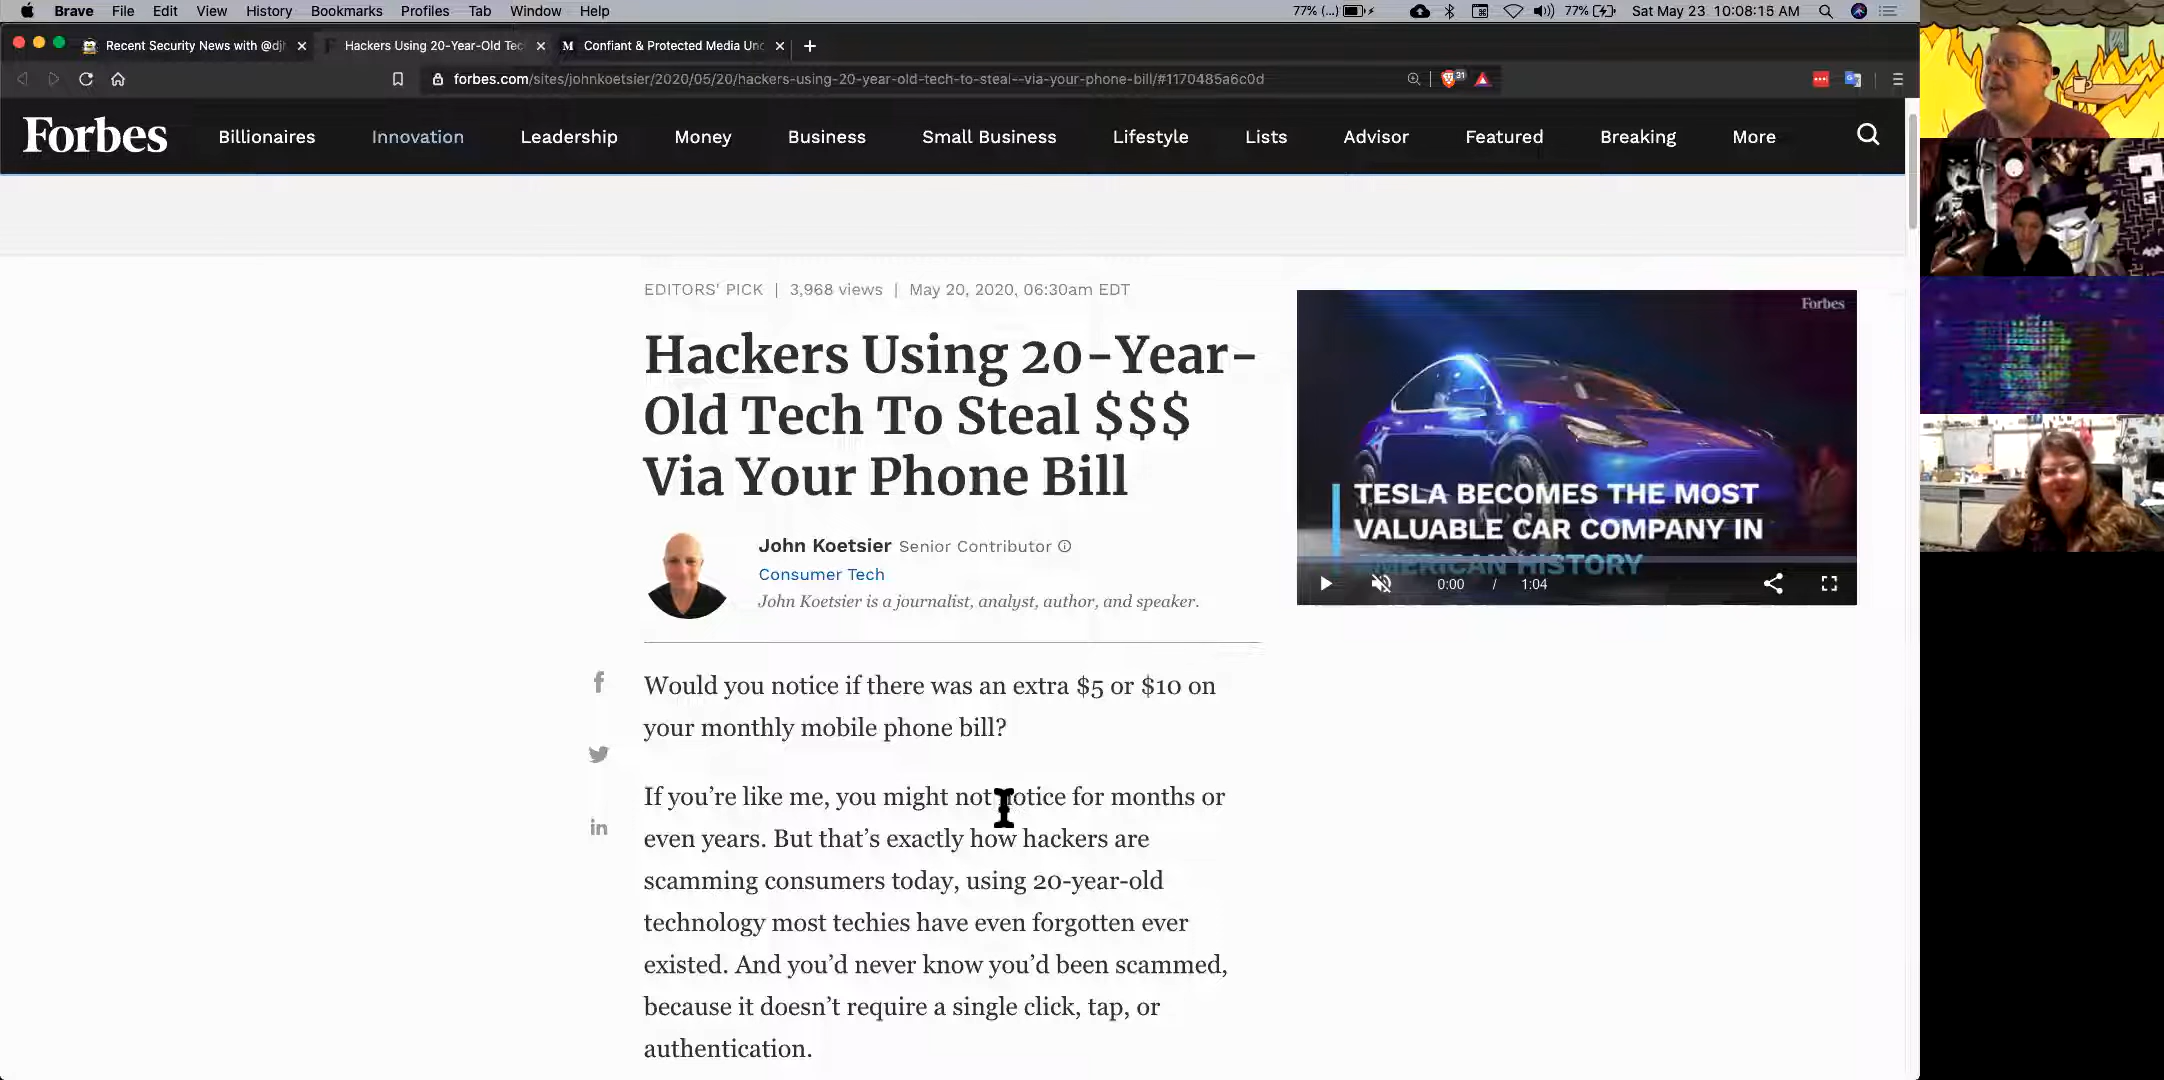 Brave File Edit View History Bookmarks Profiles Tab Window Help 77% (...) 77% Sat May 23 10:08:15 AM
Recent Security News with @dj Hackers Using 20-Year-Old Tec M Confiant & Protected Media Unc
forbes.com/sites/johnkoetsier/2020/05/20/hackers-using-20-year-old-tech-to-steal--via-your-phone-bill/#1170485a6c0d 31
Forbes Billionaires Innovation Leadership Money Business Small Business Lifestyle Lists Advisor Featured Breaking More
EDITORS' PICK | 3,968 views | May 20, 2020, 06:30am EDT
Hackers Using 20-Year-
Old Tech To Steal $$$
Via Your Phone Bill
John Koetsier Senior Contributor
Consumer Tech
John Koetsier is a journalist, analyst, author, and speaker.
Forbes
TESLA BECOMES THE MOST
VALUABLE CAR COMPANY IN
AMERICAN HISTORY
0:00 / 1:04
Would you notice if there was an extra $5 or $10 on
your monthly mobile phone bill?
If you’re like me, you might not notice for months or
even years. But that’s exactly how hackers are
scamming consumers today, using 20-year-old
technology most techies have even forgotten ever
existed. And you’d never know you’d been scammed,
because it doesn’t require a single click, tap, or
authentication.